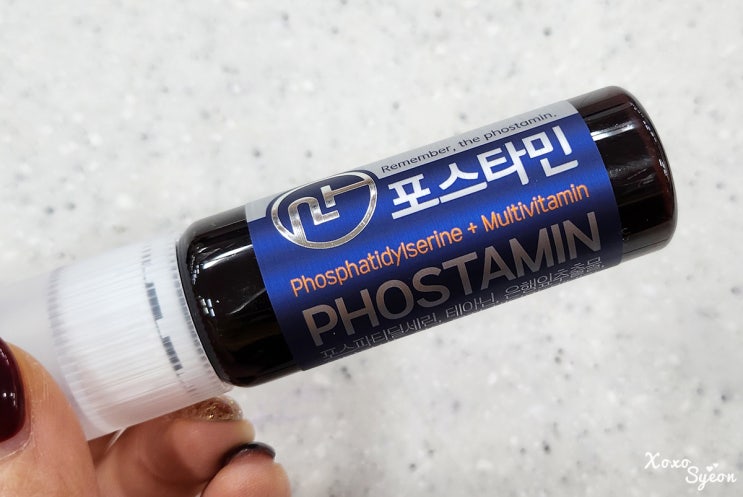 Remember, the phostamin.
포스타민
Phosphatidylserine + Multivitamin
PHOSTAMIN
포스파티딜세린, 테아닌, 은행잎추출물
Xoxo
Syeon